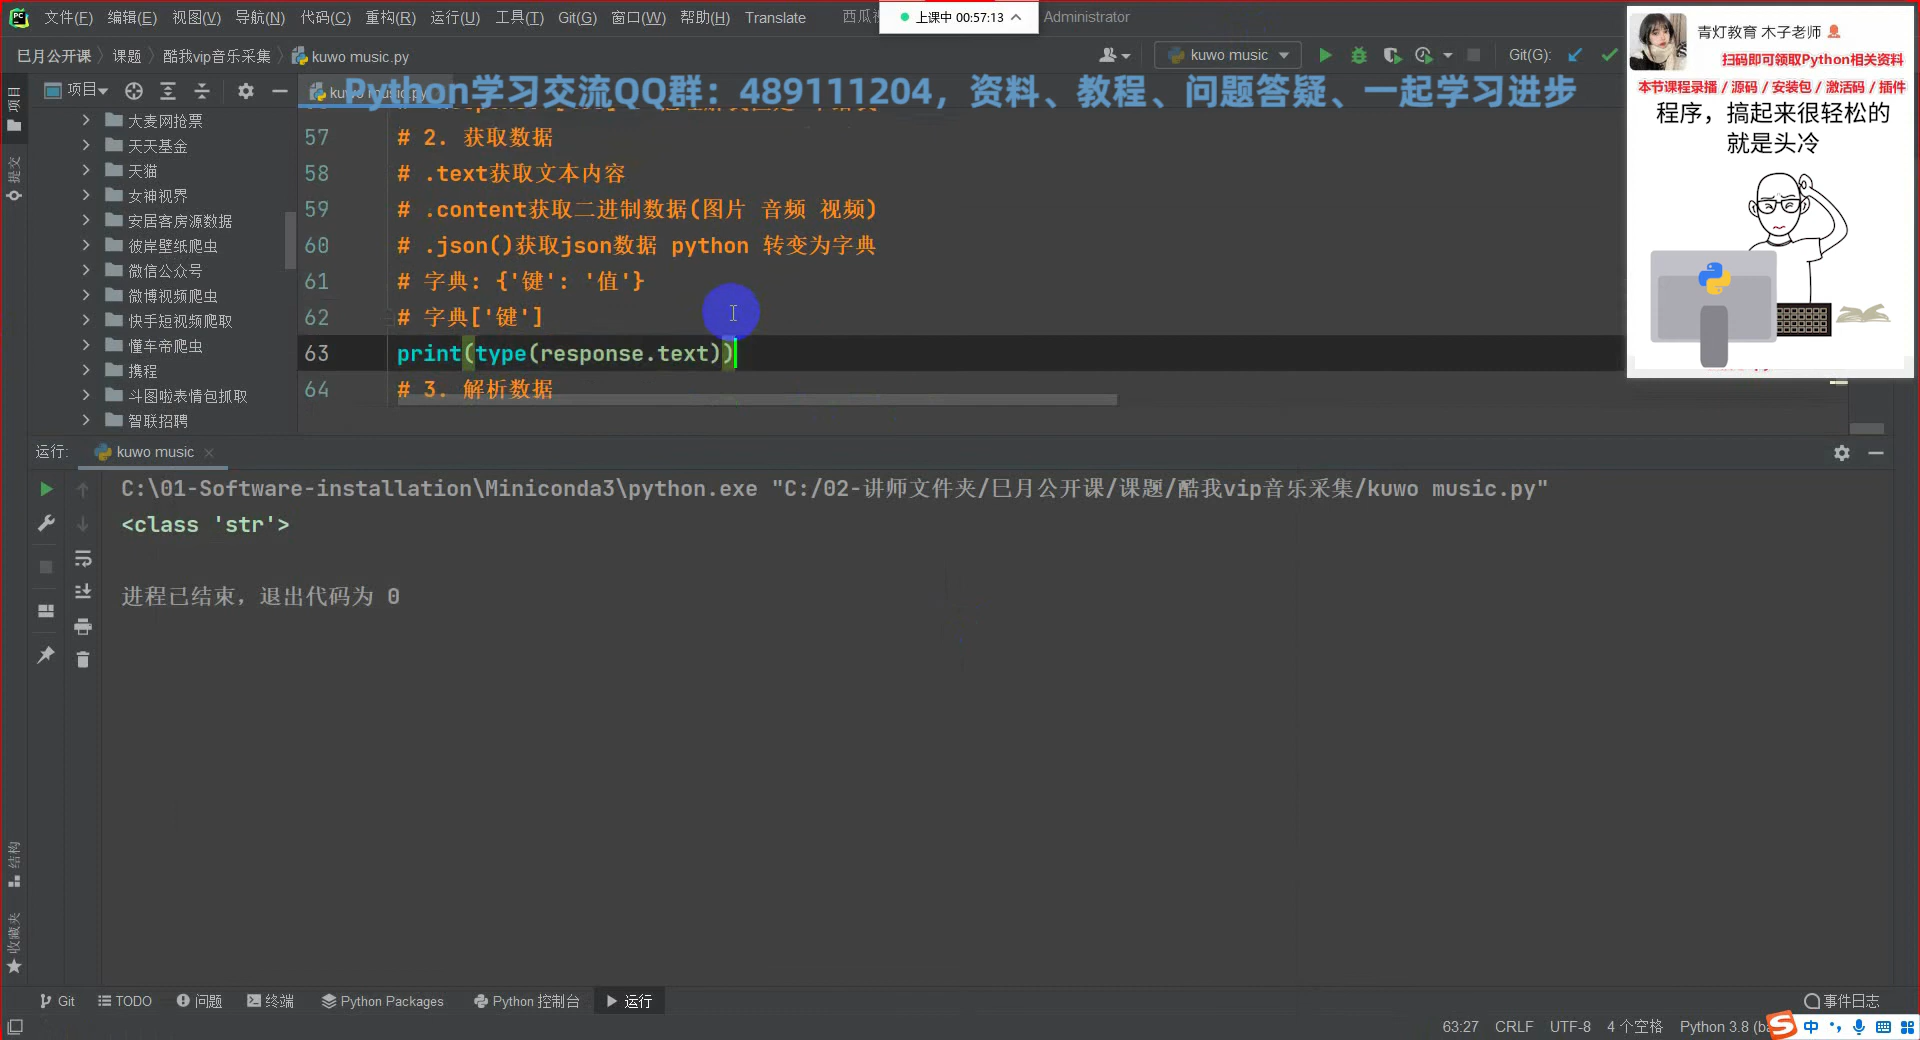 文件(F) 编辑(E) 视图(V) 导航(N) 代码(C) 重构(R) 运行(U) 工具(T) Git(G) 窗口(W) 帮助(H) Translate 西瓜 上课中 00:57:13 Administrator
巳月公开课 课题 酷我vip音乐采集 kuwo music.py kuwo music Git(G):
青灯教育 木子老师
扫码即可领取Python相关资料
本节课程录播 / 源码 / 安装包 / 激活码 / 插件
程序，搞起来很轻松的
就是头冷
项目
Python学习交流QQ群：489111204，资料、教程、问题答疑、一起学习进步
项目
提交
结构
收藏夹
大麦网抢票
天天基金
天猫
女神视界
安居客房源数据
彼岸壁纸爬虫
微信公众号
微博视频爬虫
快手短视频爬取
懂车帝爬虫
携程
斗图啦表情包抓取
智联招聘
57 # 2. 获取数据
58 # .text获取文本内容
59 # .content获取二进制数据(图片 音频 视频)
60 # .json()获取json数据 python 转变为字典
61 # 字典: {'键': '值'}
62 # 字典['键']
63 print(type(response.text))
64 # 3. 解析数据
运行: kuwo music
C:\01-Software-installation\Miniconda3\python.exe "C:/02-讲师文件夹/巳月公开课/课题/酷我vip音乐采集/kuwo music.py"
<class 'str'>
进程已结束，退出代码为 0
Git TODO 问题 终端 Python Packages Python 控制台 运行 事件日志
63:27 CRLF UTF-8 4 个空格 Python 3.8 (ba 中